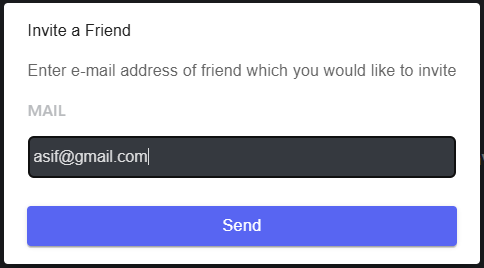 Invite a Friend
Enter e-mail address of friend which you would like to invite
MAIL
asif@gmail.com
Send